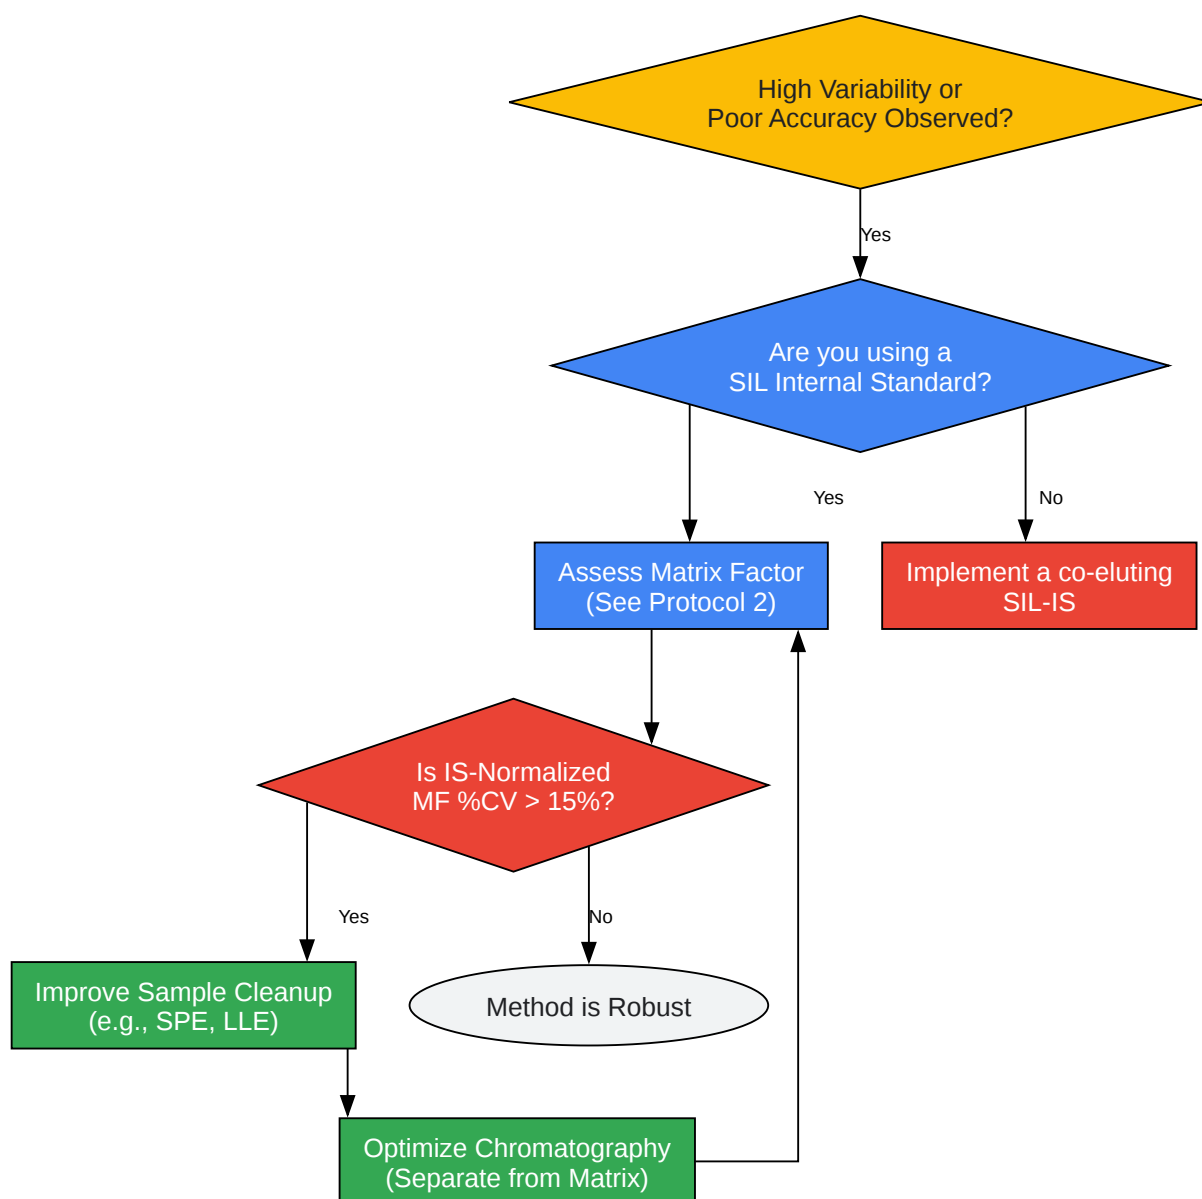 High Variability or
Poor Accuracy Observed?
Yes
Are you using a
SIL Internal Standard?
Yes
No
Assess Matrix Factor
(See Protocol 2)
Implement a co-eluting
SIL-IS
Is IS-Normalized
MF %CV > 15%?
Yes
No
Improve Sample Cleanup
(e.g., SPE, LLE)
Method is Robust
Optimize Chromatography
(Separate from Matrix)